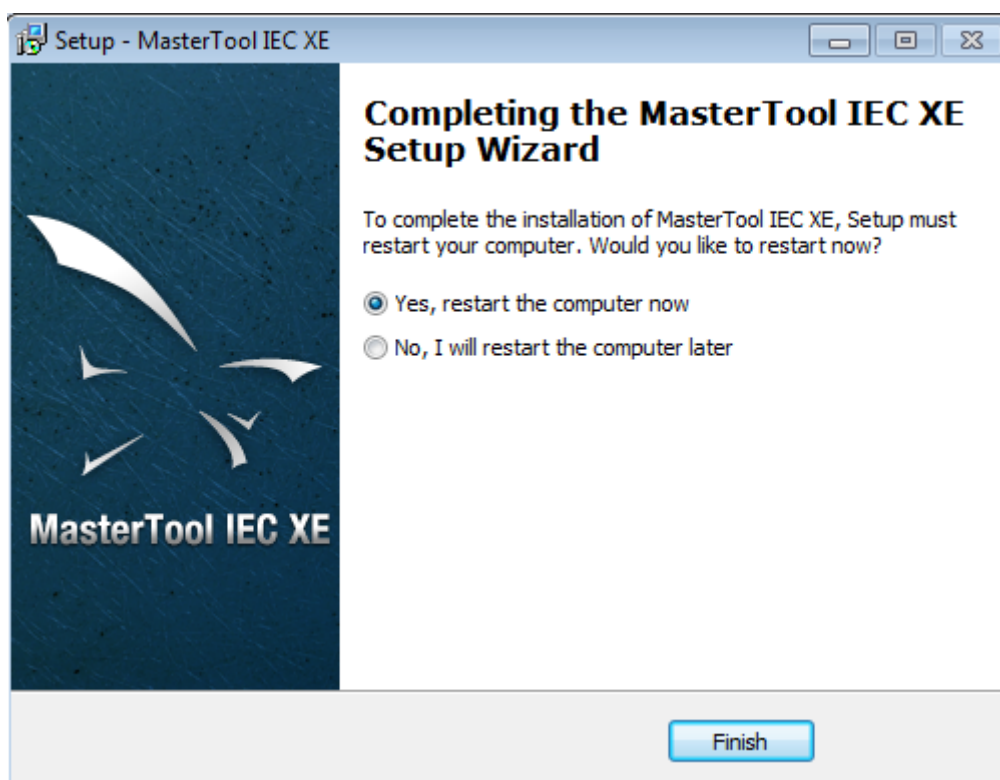 Setup - MasterTool IEC XE
Completing the MasterTool IEC XE
Setup Wizard
To complete the installation of MasterTool IEC XE, Setup must
restart your computer. Would you like to restart now?
Yes, restart the computer now
No, I will restart the computer later
MasterTool IEC XE
Finish